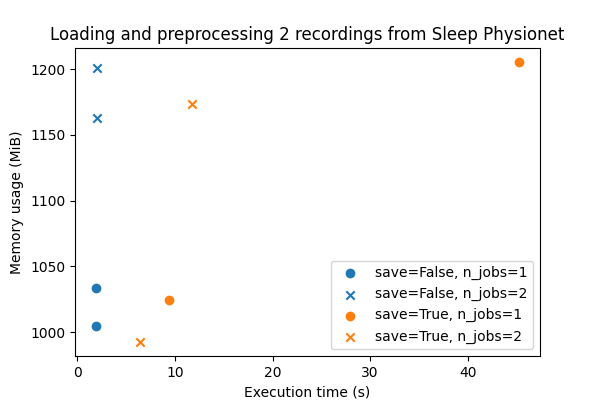 Loading and preprocessing 2 recordings from Sleep Physionet
Memory usage (MiB)
1200
1150
1100
1050
1000
0
10
20
30
40
Execution time (s)
save=False, n_jobs=1
save=False, n_jobs=2
save=True, n_jobs=1
save=True, n_jobs=2